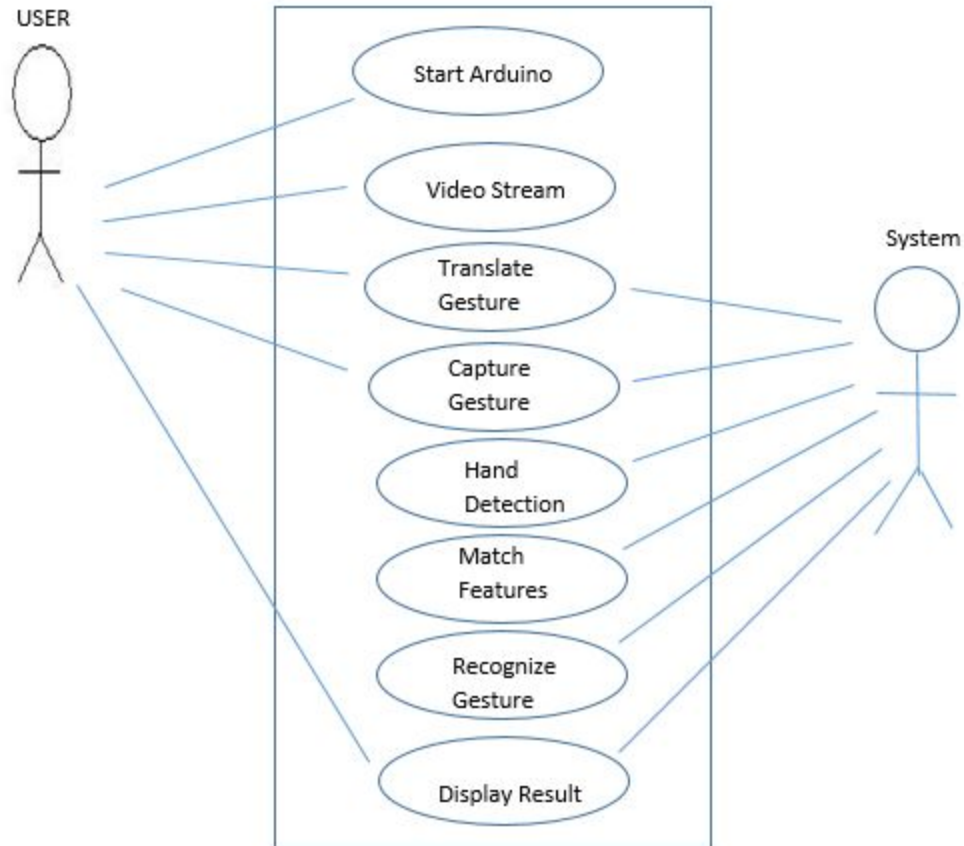 USER
Start Arduino
Video Stream
System
Translate
Gesture
Capture
Gesture
Hand
Detection
Match
Features
Recognize
Gesture
Display Result